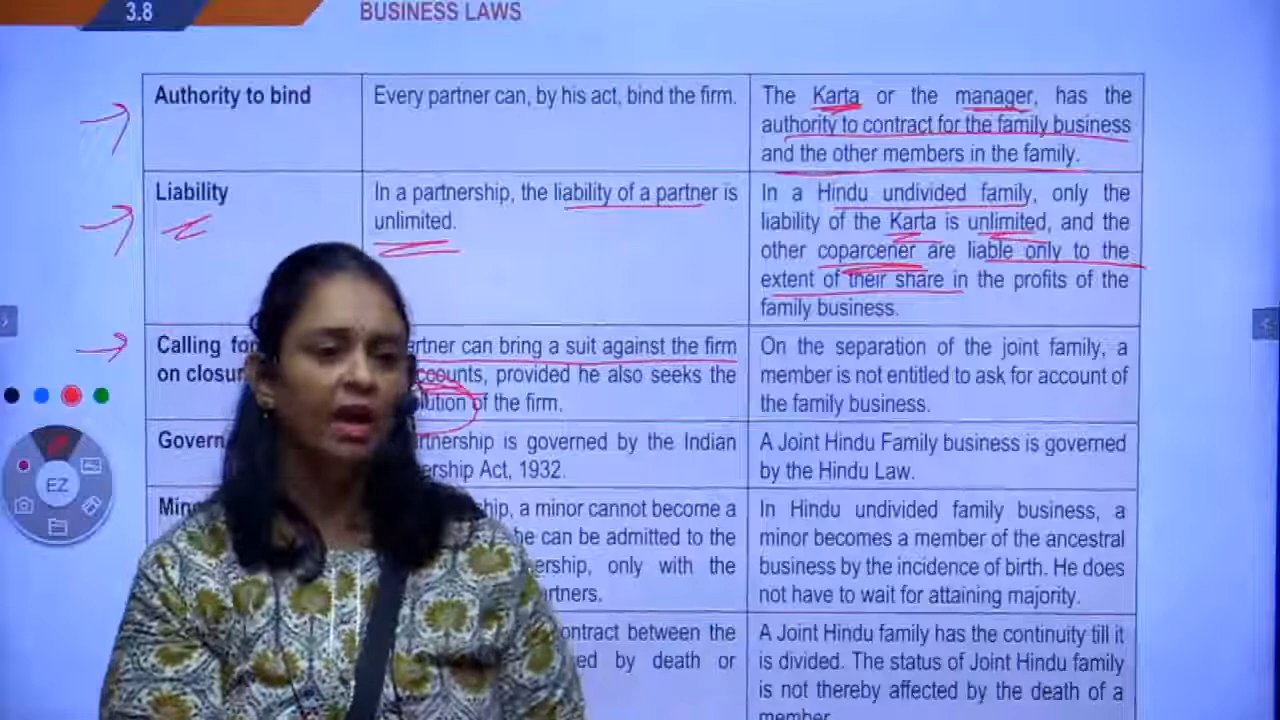 3.8
BUSINESS LAWS
Authority to bind
Every partner can, by his act, bind the firm.
The Karta or the manager, has the
authority to contract for the family business
and the other members in the family.
Liability
In a partnership, the liability of a partner is
unlimited.
In a Hindu undivided family, only the
liability of the Karta is unlimited, and the
other coparcener are liable only to the
extent of their share in the profits of the
family business.
Calling for
on closur
artner can bring a suit against the firm
ccounts, provided he also seeks the
lution of the firm.
On the separation of the joint family, a
member is not entitled to ask for account of
the family business.
Govern
rtnership is governed by the Indian
ership Act, 1932.
A Joint Hindu Family business is governed
by the Hindu Law.
Mino
hip, a minor cannot become a
he can be admitted to the
ership, only with the
artners.
In Hindu undivided family business, a
minor becomes a member of the ancestral
business by the incidence of birth. He does
not have to wait for attaining majority.
ontract between the
ed by death or
A Joint Hindu family has the continuity till it
is divided. The status of Joint Hindu family
is not thereby affected by the death of a
member
EZ